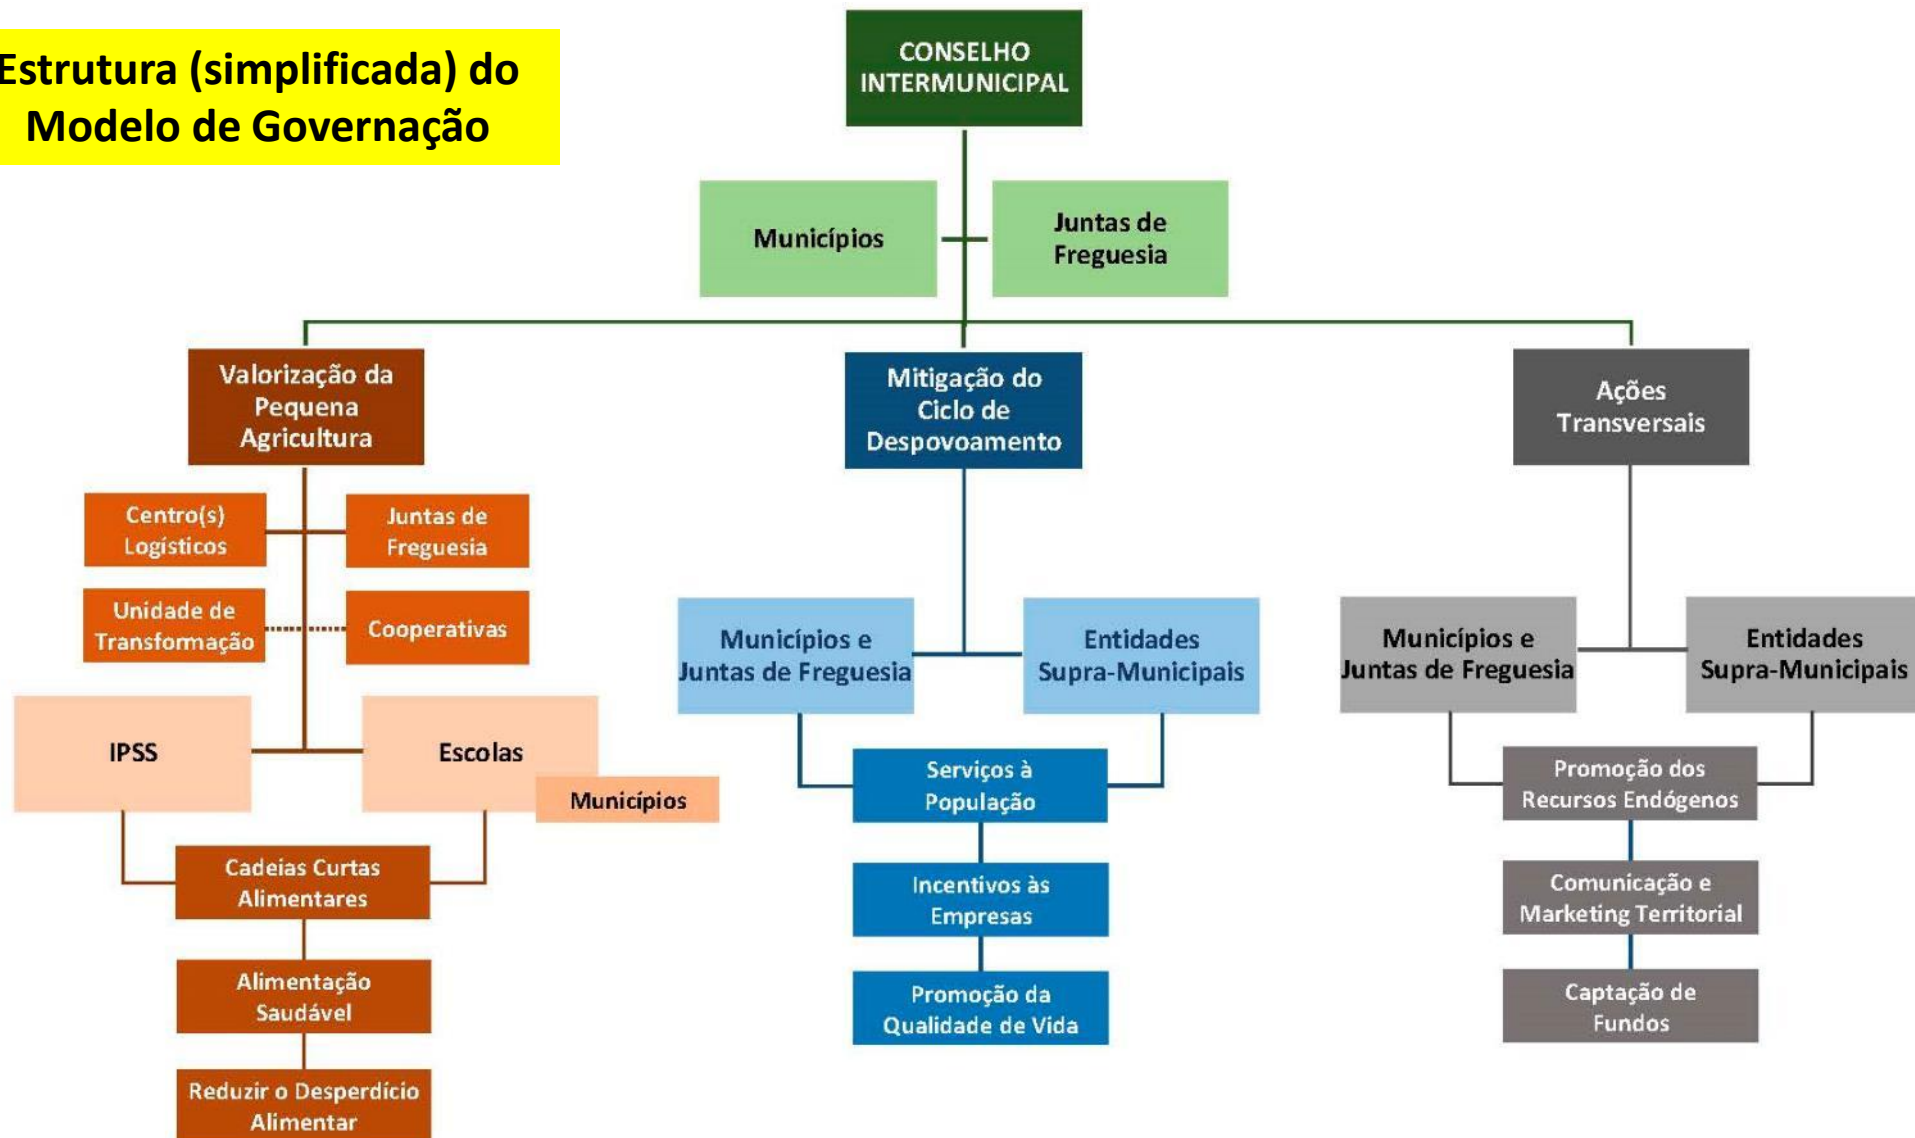 Estrutura (simplificada) do
Modelo de Governação
CONSELHO
INTERMUNICIPAL
Municípios
Juntas de
Freguesia
Valorização da
Pequena
Agricultura
Centro(s)
Logísticos
Juntas de
Freguesia
Unidade de
Transformação
Cooperativas
IPSS
Escolas
Municípios
Cadeias Curtas
Alimentares
Alimentação
Saudável
Reduzir o Desperdício
Alimentar
Mitigação do
Ciclo de
Despovoamento
Municípios e
Juntas de Freguesia
Entidades
Supra-Municipais
Serviços à
População
Incentivos às
Empresas
Promoção da
Qualidade de Vida
Ações
Transversais
Municípios e
Juntas de Freguesia
Entidades
Supra-Municipais
Promoção dos
Recursos Endógenos
Comunicação e
Marketing Territorial
Captação de
Fundos